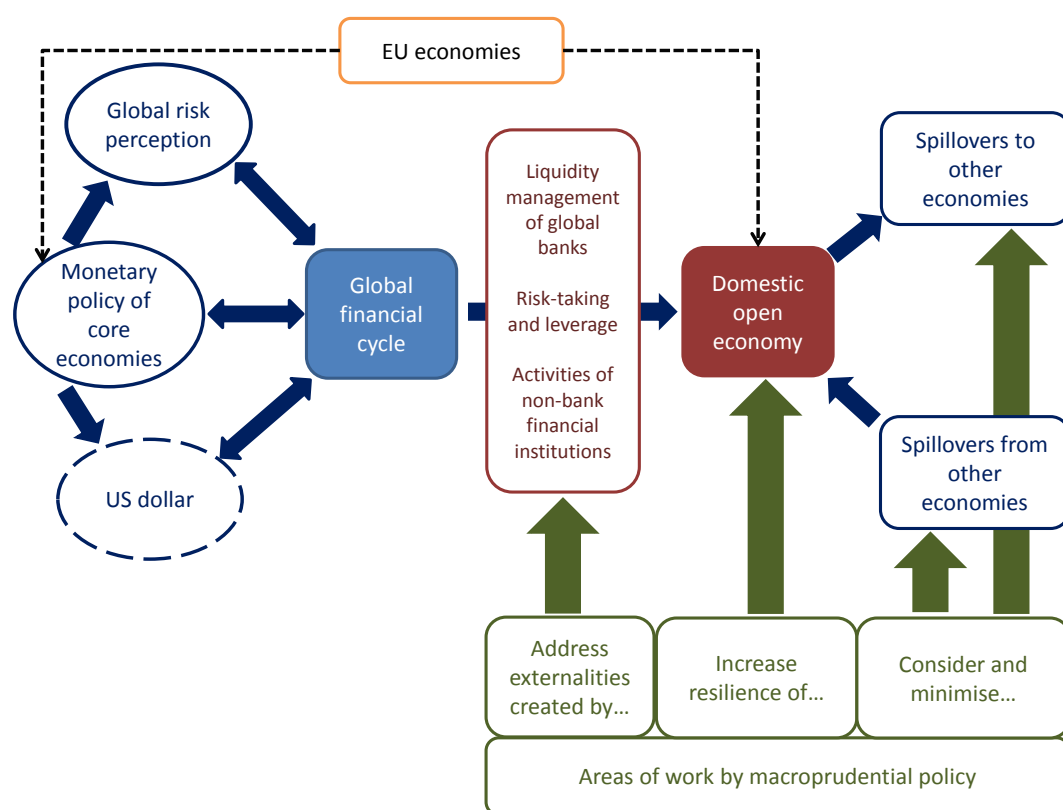 EU economies
Global risk
perception
Monetary
policy of
core
economies
US dollar
Global
financial
cycle
Liquidity
management
of global
banks
Risk-taking
and leverage
Activities of
non-bank
financial
institutions
Domestic
open
economy
Spillovers to
other
economies
Spillovers from
other
economies
Address
externalities
created by…
Increase
resilience of…
Consider and
minimise…
Areas of work by macroprudential policy